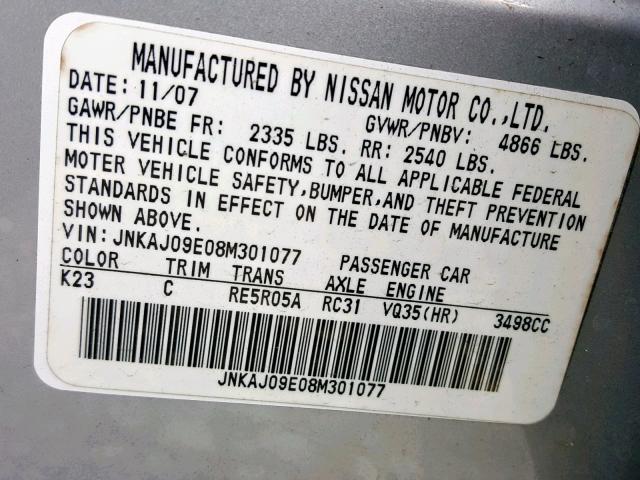 MANUFACTURED BY NISSAN MOTOR CO.,LTD.
DATE: 11/07 GVWR/PNBV: 4866 LBS.
GAWR/PNBE FR: 2335 LBS. RR: 2540 LBS.
THIS VEHICLE CONFORMS TO ALL APPLICABLE FEDERAL
MOTOR VEHICLE SAFETY,BUMPER,AND THEFT PREVENTION
STANDARDS IN EFFECT ON THE DATE OF MANUFACTURE
SHOWN ABOVE.
VIN:JNKAJ09E08M301077 PASSENGER CAR
COLOR TRIM TRANS AXLE ENGINE
K23 C RE5R05A RC31 VQ35(HR) 3498CC
JNKAJ09E08M301077